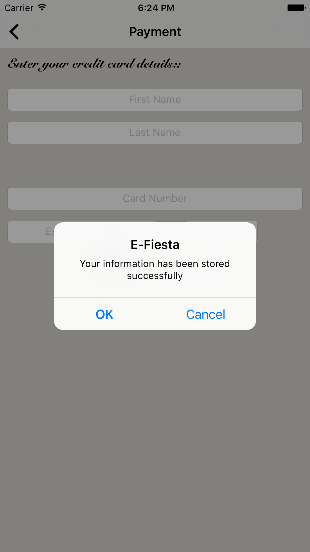 Carrier 6:24 PM
Payment
Enter your credit card details::
First Name
Last Name
Card Number
E-Fiesta
Your information has been stored
successfully
OK Cancel